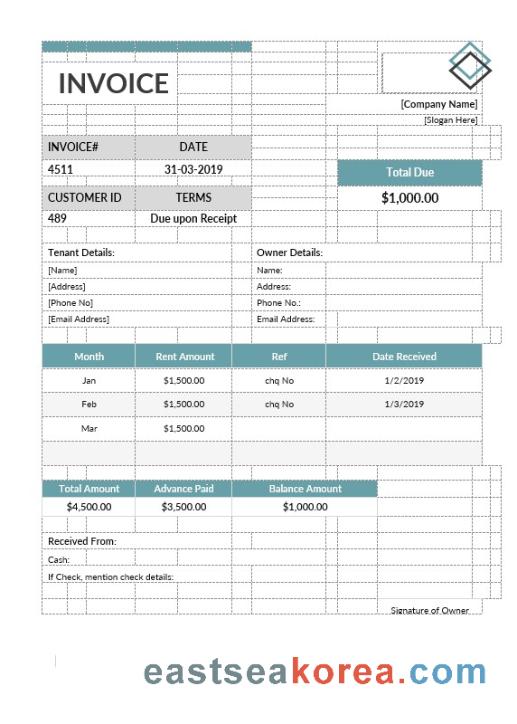 INVOICE
[Company Name]
[Slogan Here]
INVOICE# DATE
4511 31-03-2019
Total Due
CUSTOMER ID TERMS
$1,000.00
489 Due upon Receipt
Tenant Details: Owner Details:
[Name] Name:
[Address] Address:
[Phone No] Phone No.:
[Email Address] Email Address:
Month Rent Amount Ref Date Received
Jan $1,500.00 chq No 1/2/2019
Feb $1,500.00 chq No 1/3/2019
Mar $1,500.00
Total Amount Advance Paid Balance Amount
$4,500.00 $3,500.00 $1,000.00
Received From:
Cash:
If Check, mention check details:
Signature of Owner
eastseakorea.com